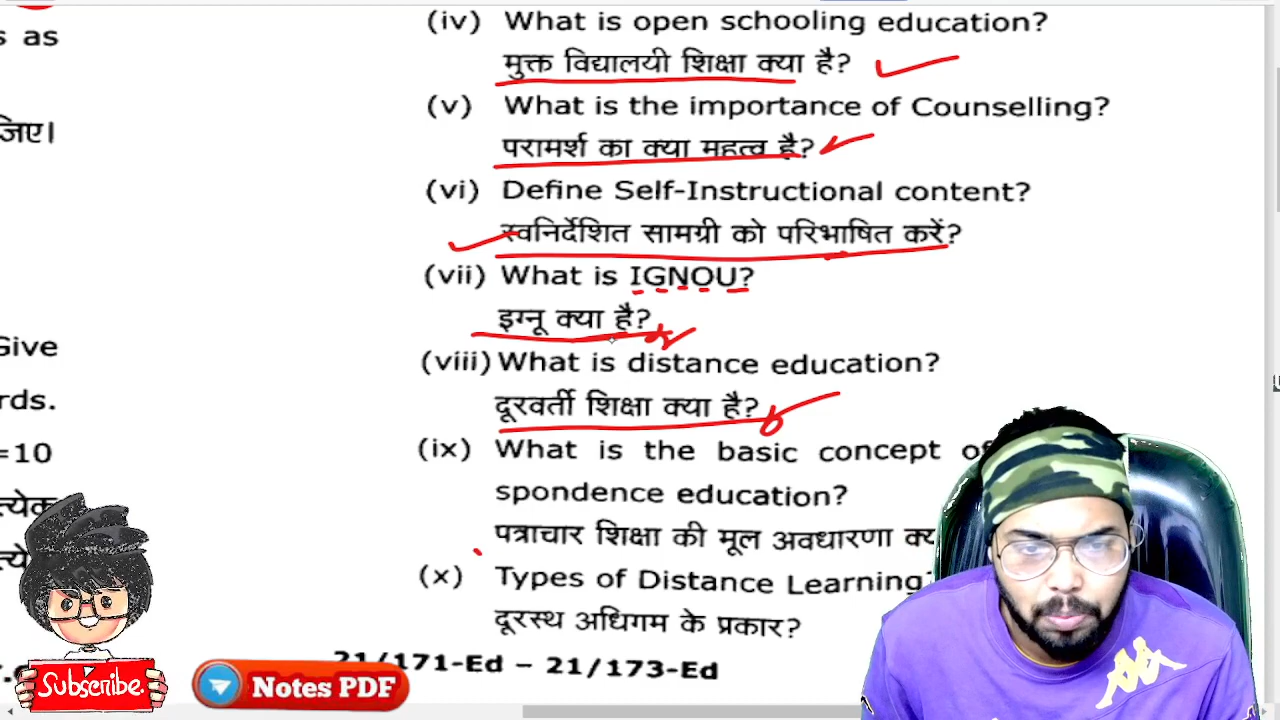 s as
जिए।
Give
rds.
=10
त्येक
त्ये
(iv) What is open schooling education?
मुक्त विद्यालयी शिक्षा क्या है?
(v) What is the importance of Counselling?
परामर्श का क्या महत्व है?
(vi) Define Self-Instructional content?
स्वनिर्देशित सामग्री को परिभाषित करें?
(vii) What is IGNOU?
इग्नू क्या है?
(viii) What is distance education?
दूरवर्ती शिक्षा क्या है?
(ix) What is the basic concept of
spondence education?
पत्राचार शिक्षा की मूल अवधारणा क्य
(x) Types of Distance Learning?
दूरस्थ अधिगम के प्रकार?
21/171-Ed – 21/173-Ed
Subscribe.
Notes PDF